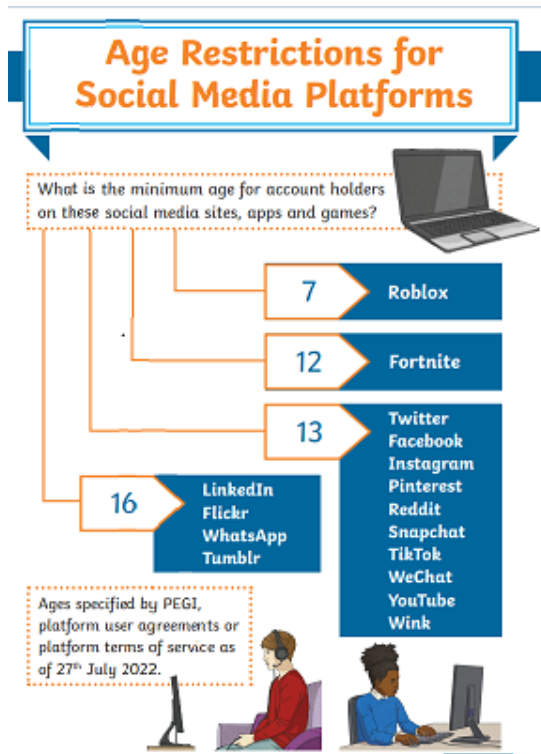 Age Restrictions for
Social Media Platforms
What is the minimum age for account holders
on these social media sites, apps and games?
7
Roblox
12
Fortnite
13
Twitter
Facebook
Instagram
Pinterest
Reddit
Snapchat
TikTok
WeChat
YouTube
Wink
16
LinkedIn
Flickr
WhatsApp
Tumblr
Ages specified by PEGI,
platform user agreements or
platform terms of service as
of 27th July 2022.